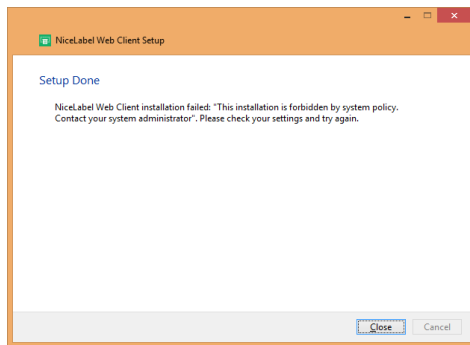 NiceLabel Web Client Setup
Setup Done
NiceLabel Web Client installation failed: "This installation is forbidden by system policy.
Contact your system administrator". Please check your settings and try again.
Close Cancel